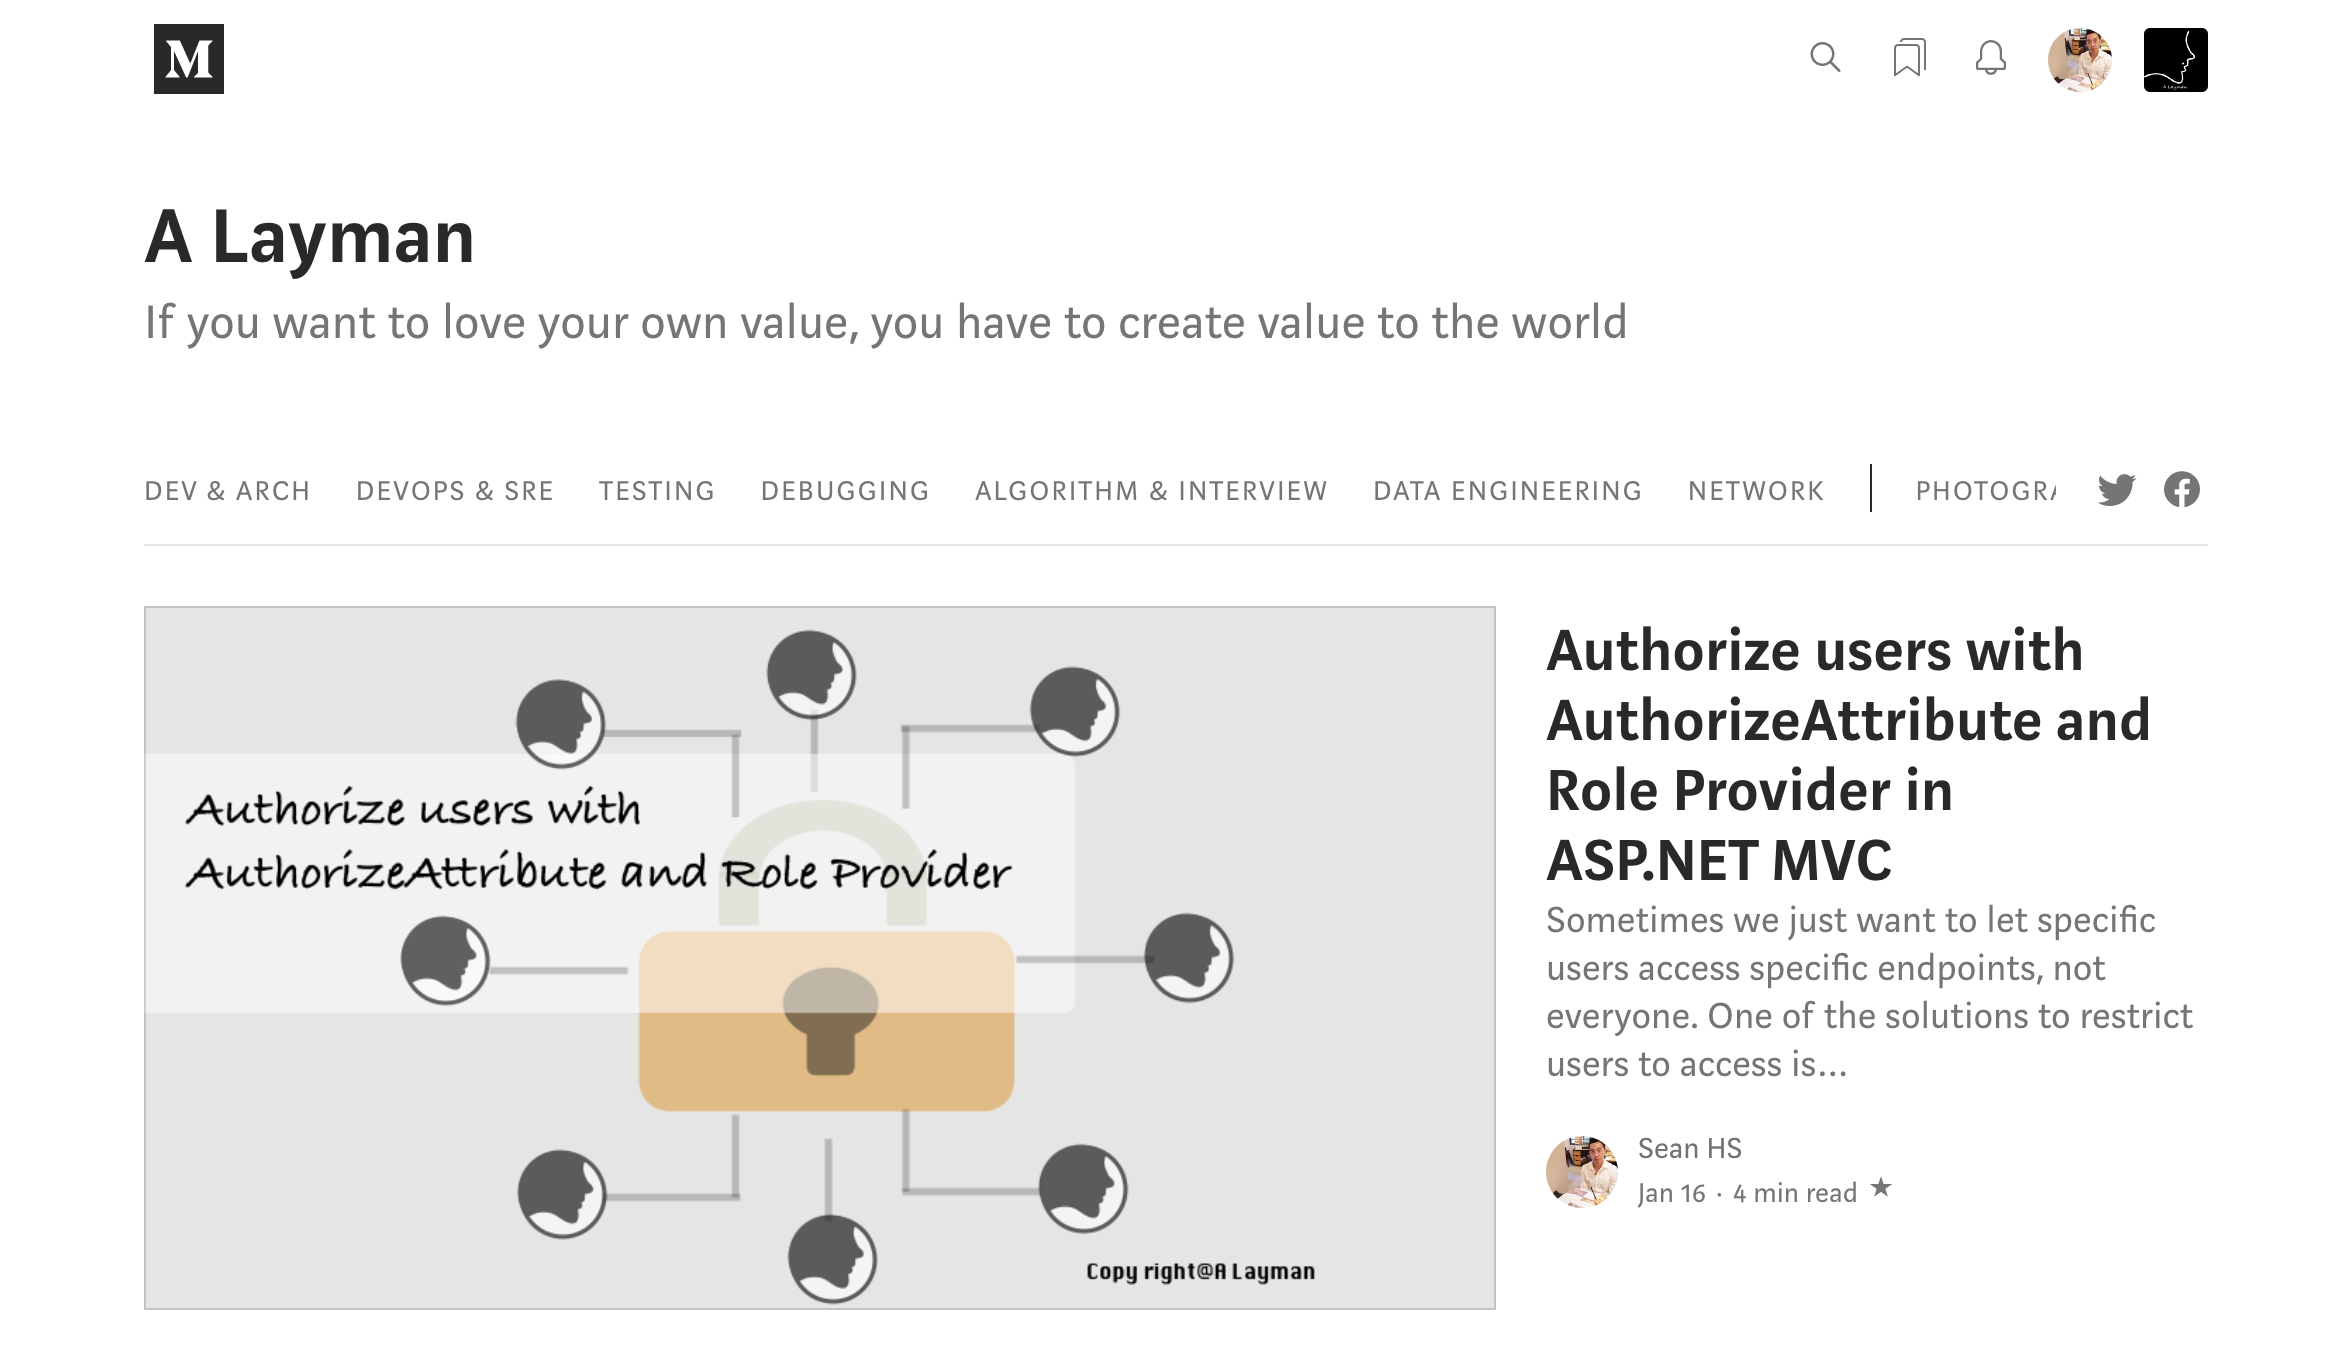 M
A Layman
If you want to love your own value, you have to create value to the world
DEV & ARCH DEVOPS & SRE TESTING DEBUGGING ALGORITHM & INTERVIEW DATA ENGINEERING NETWORK PHOTOGRA
Authorize users with
AuthorizeAttribute and Role Provider
Copy right@A Layman
Authorize users with
AuthorizeAttribute and
Role Provider in
ASP.NET MVC
Sometimes we just want to let specific
users access specific endpoints, not
everyone. One of the solutions to restrict
users to access is...
Sean HS
Jan 16 · 4 min read ★